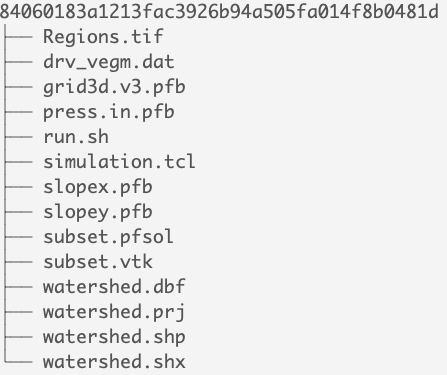 84060183a1213fac3926b94a505fa014f8b0481d
├── Regions.tif
├── drv_vegm.dat
├── grid3d.v3.pfb
├── press.in.pfb
├── run.sh
├── simulation.tcl
├── slopex.pfb
├── slopey.pfb
├── subset.pfsol
├── subset.vtk
├── watershed.dbf
├── watershed.prj
├── watershed.shp
└── watershed.shx